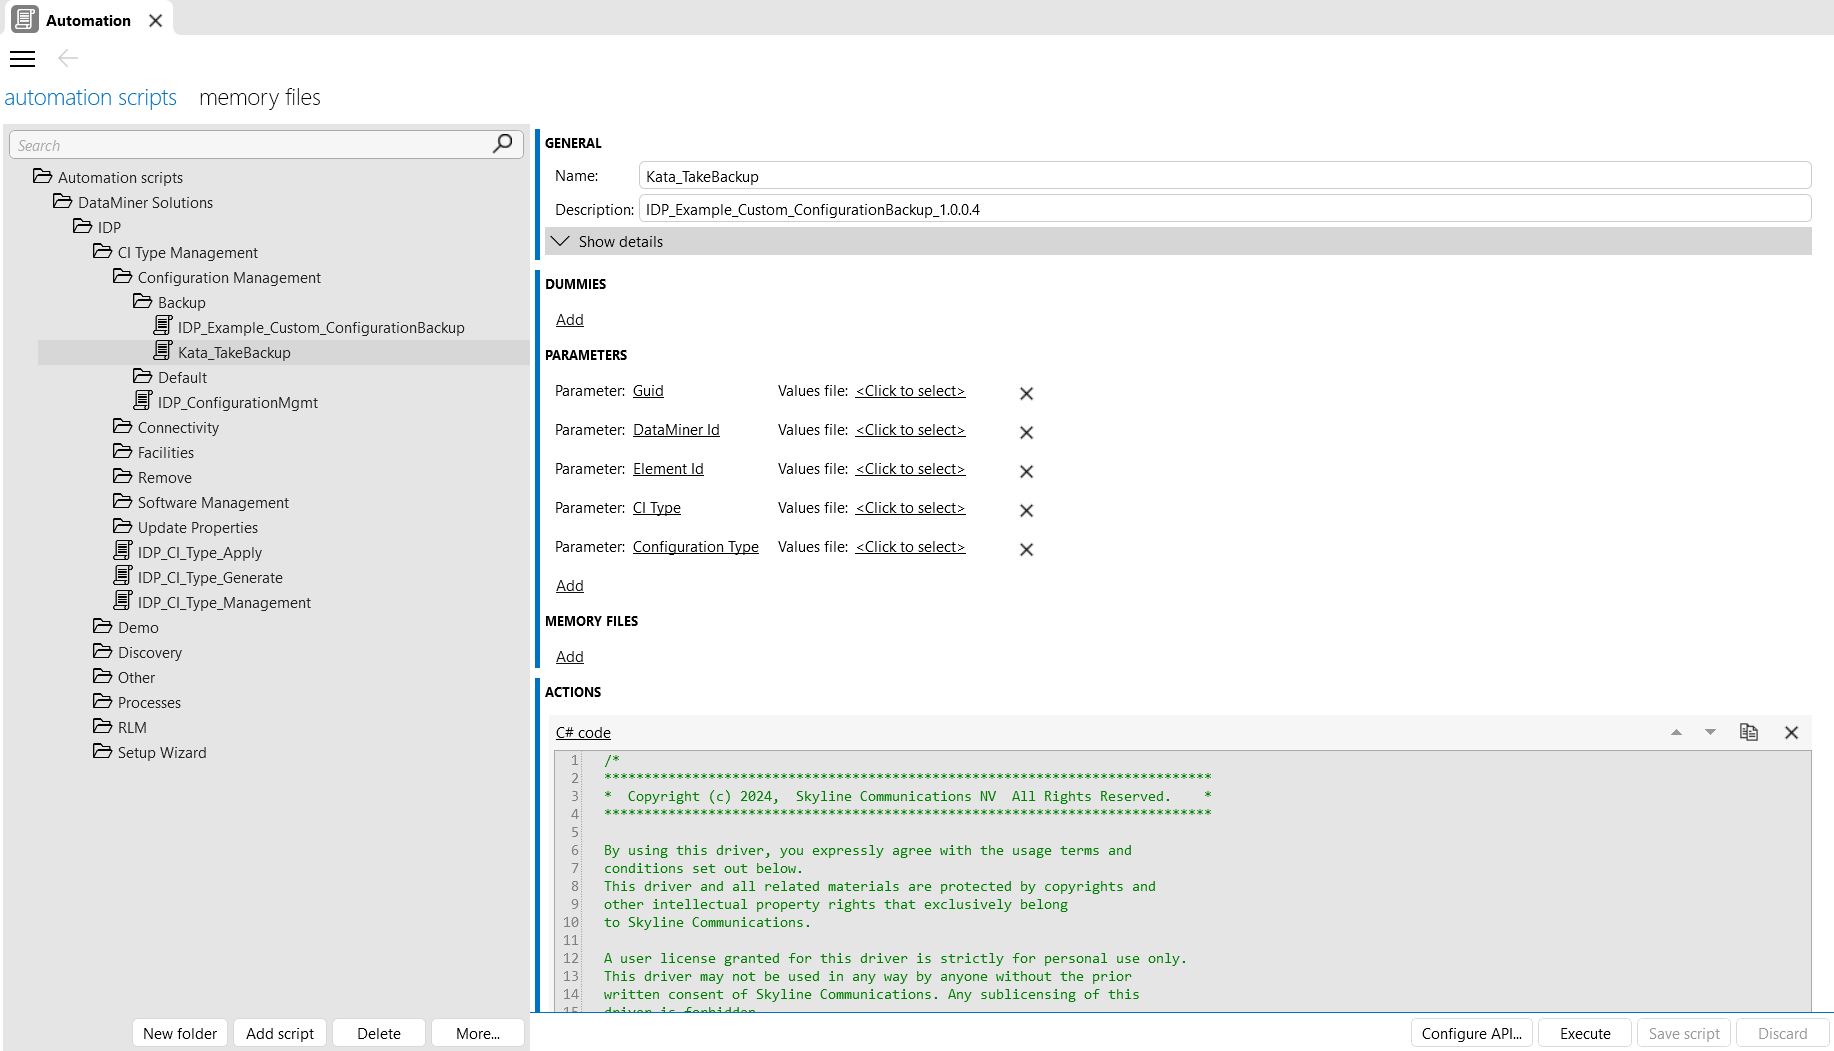 Automation
automation scripts memory files
Search
Automation scripts
DataMiner Solutions
IDP
CI Type Management
Configuration Management
Backup
IDP_Example_Custom_ConfigurationBackup
Kata_TakeBackup
Default
IDP_ConfigurationMgmt
Connectivity
Facilities
Remove
Software Management
Update Properties
IDP_CI_Type_Apply
IDP_CI_Type_Generate
IDP_CI_Type_Management
Demo
Discovery
Other
Processes
RLM
Setup Wizard
New folder Add script Delete More...
GENERAL
Name: Kata_TakeBackup
Description: IDP_Example_Custom_ConfigurationBackup_1.0.0.4
Show details
DUMMIES
Add
PARAMETERS
Parameter: Guid Values file: <Click to select>
Parameter: DataMiner Id Values file: <Click to select>
Parameter: Element Id Values file: <Click to select>
Parameter: CI Type Values file: <Click to select>
Parameter: Configuration Type Values file: <Click to select>
Add
MEMORY FILES
Add
ACTIONS
C# code
1 /*
2 ****************************************************************************
3 * Copyright (c) 2024, Skyline Communications NV All Rights Reserved. *
4 ****************************************************************************
5
6 By using this driver, you expressly agree with the usage terms and
7 conditions set out below.
8 This driver and all related materials are protected by copyrights and
9 other intellectual property rights that exclusively belong
10 to Skyline Communications.
11
12 A user license granted for this driver is strictly for personal use only.
13 This driver may not be used in any way by anyone without the prior
14 written consent of Skyline Communications. Any sublicensing of this
15 driver is forbidden
Configure API... Execute Save script Discard